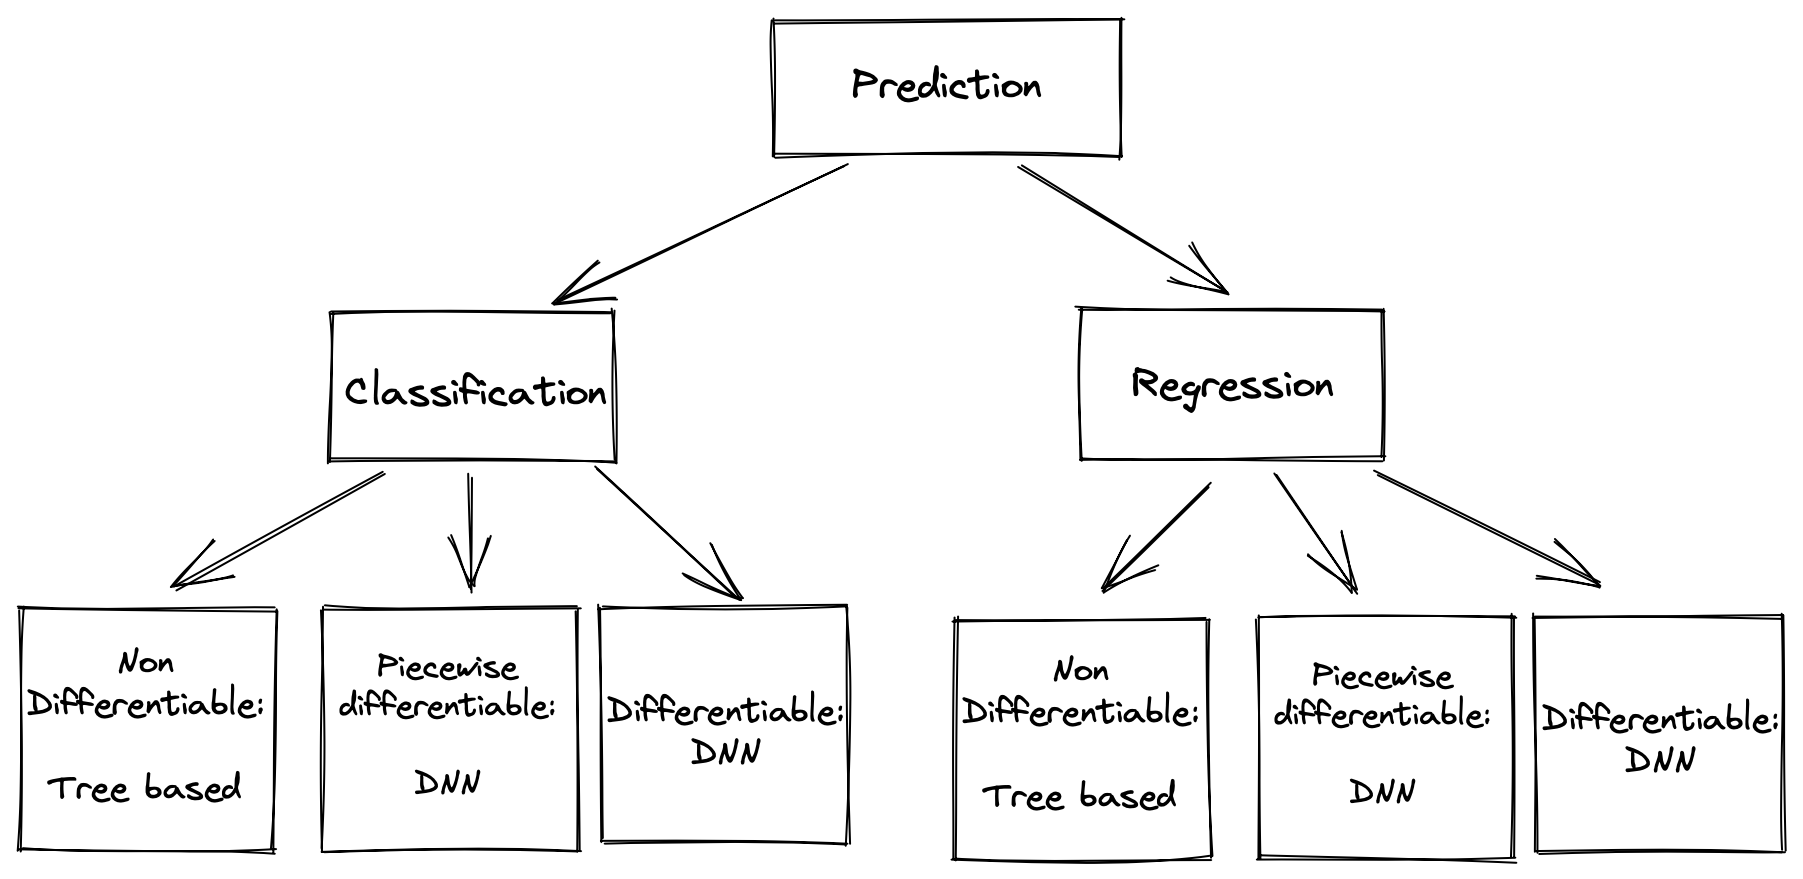 Prediction
Classification
Regression
Non
Differentiable:
Tree based
Piecewise
differentiable:
DNN
Differentiable:
DNN
Non
Differentiable:
Tree based
Piecewise
differentiable:
DNN
Differentiable:
DNN